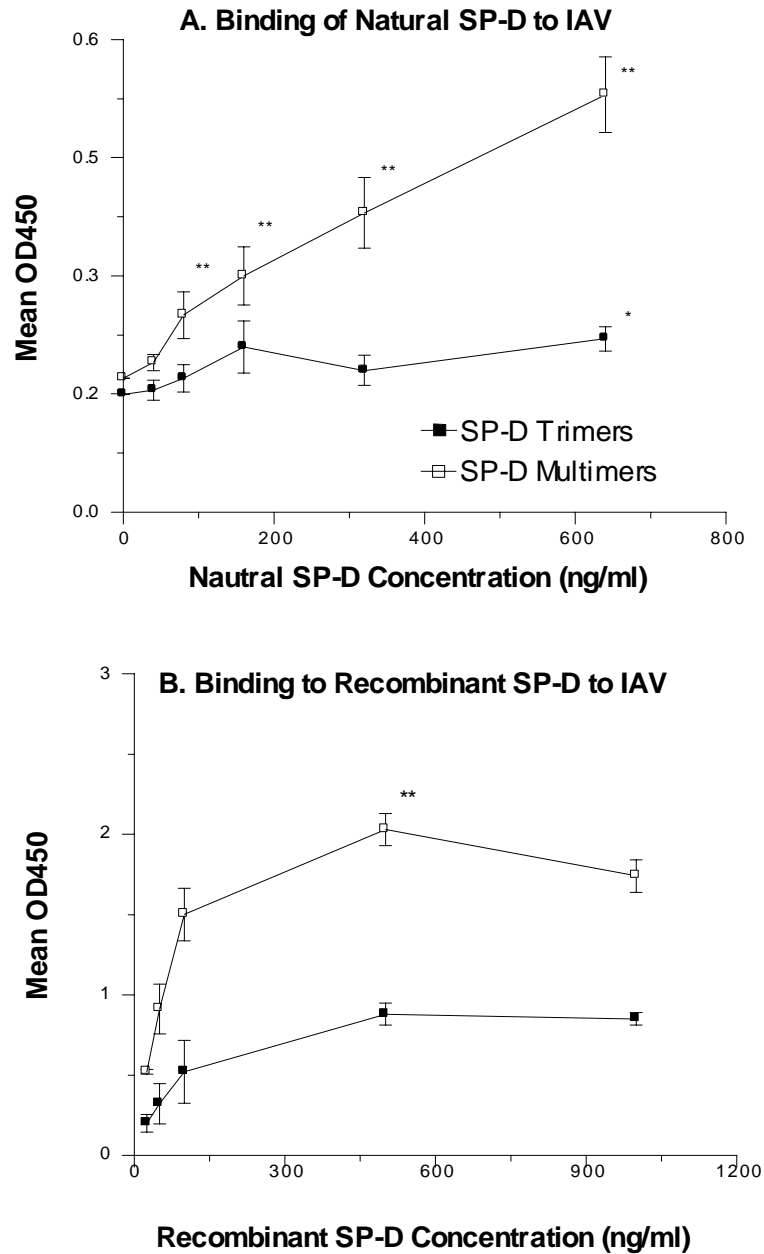 A. Binding of Natural SP-D to IAV
0.6
0.5
0.3
0.2
0.0
Mean OD450
**
**
**
**
*
SP-D Trimers
SP-D Multimers
0 200 400 600 800
Nautral SP-D Concentration (ng/ml)
B. Binding to Recombinant SP-D to IAV
3
2
1
0
Mean OD450
**
0 300 600 900 1200
Recombinant SP-D Concentration (ng/ml)